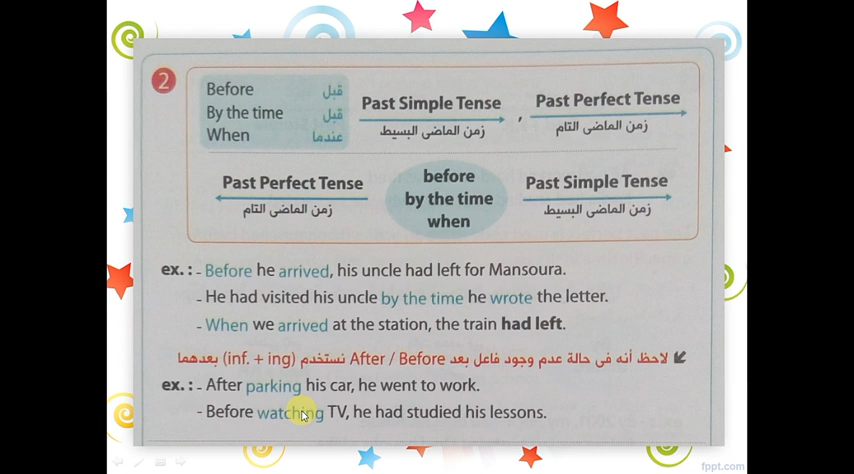 2
Before قبل
By the time قبل
When عندما
Past Simple Tense
زمن الماضى البسيط
,
Past Perfect Tense
زمن الماضى التام
Past Perfect Tense
زمن الماضى التام
before
by the time
when
Past Simple Tense
زمن الماضى البسيط
ex. : - Before he arrived, his uncle had left for Mansoura.
- He had visited his uncle by the time he wrote the letter.
- When we arrived at the station, the train had left.
لاحظ أنه فى حالة عدم وجود فاعل بعد After / Before نستخدم (inf. + ing) بعدهما
ex. : - After parking his car, he went to work.
- Before watching TV, he had studied his lessons.
fppt.com